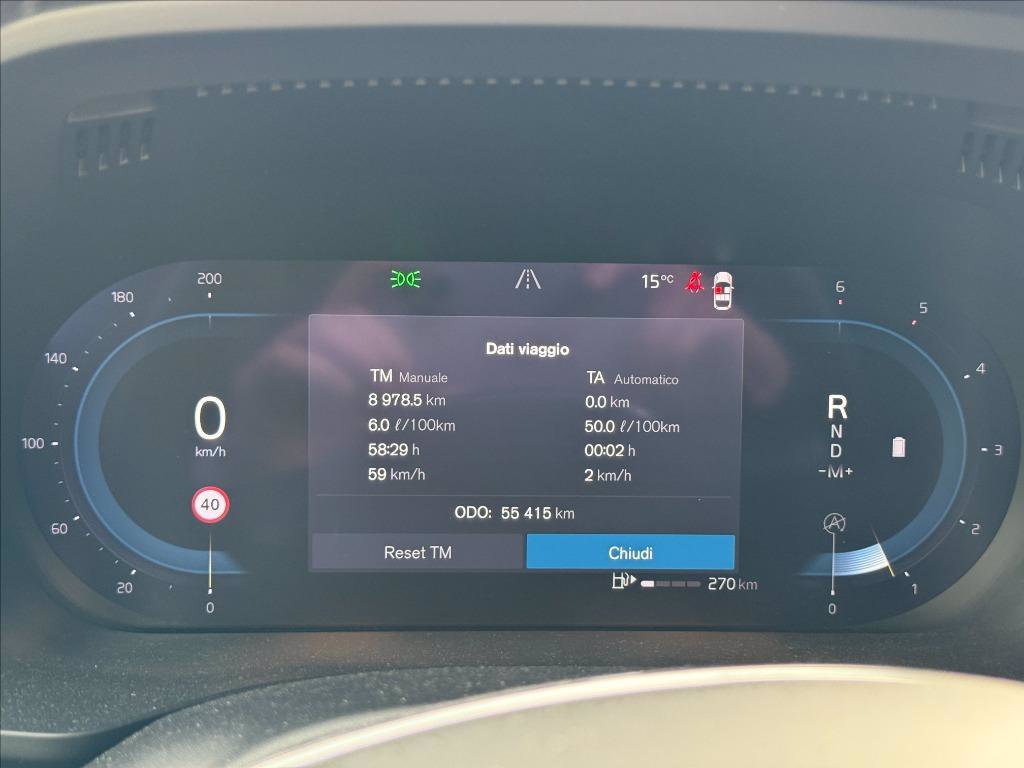 15°C
200
180
140
100
60
20
0
0
km/h
40
Dati viaggio
TM Manuale
8 978.5 km
6.0 ℓ/100km
58:29 h
59 km/h
TA Automatico
0.0 km
50.0 ℓ/100km
00:02 h
2 km/h
ODO: 55 415 km
Reset TM
Chiudi
270 km
R
N
D
-M+
A
6
5
4
3
2
1
0